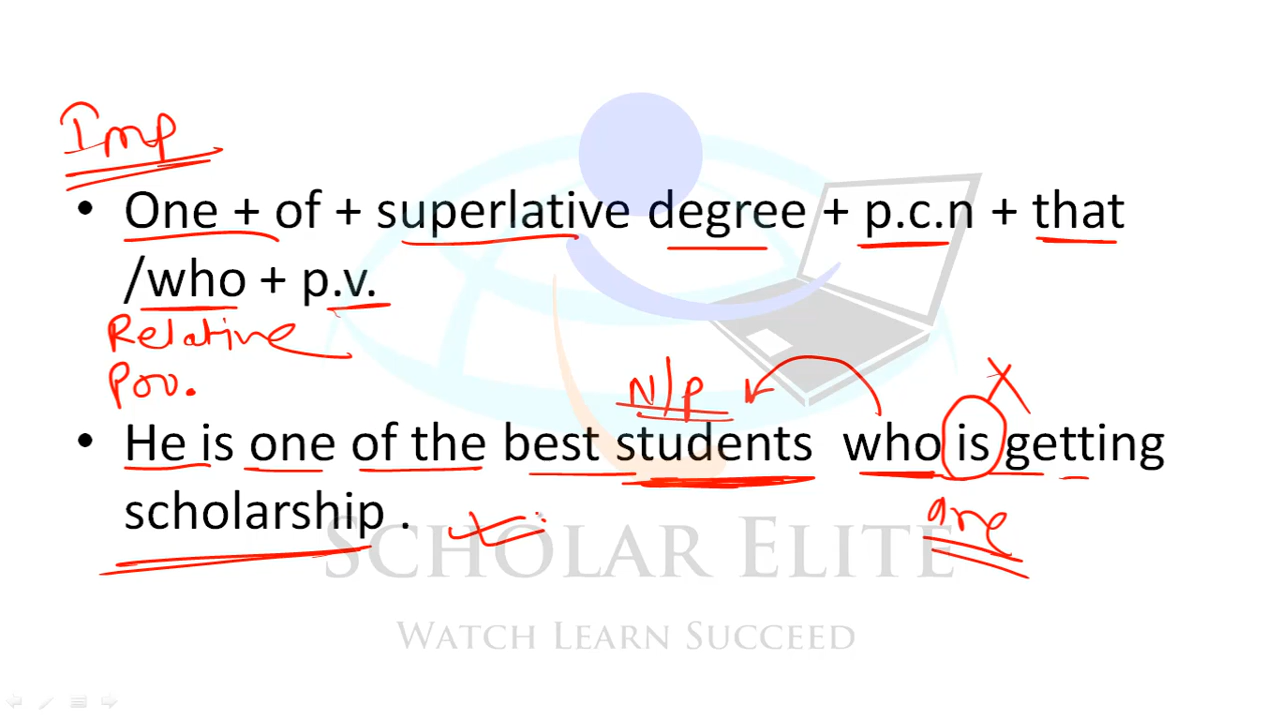 Imp
• One + of + superlative degree + p.c.n + that
/who + p.v.
Relative
Pro.
N/P
• He is one of the best students who is getting
X
scholarship .
are
SCHOLAR ELITE
WATCH LEARN SUCCEED